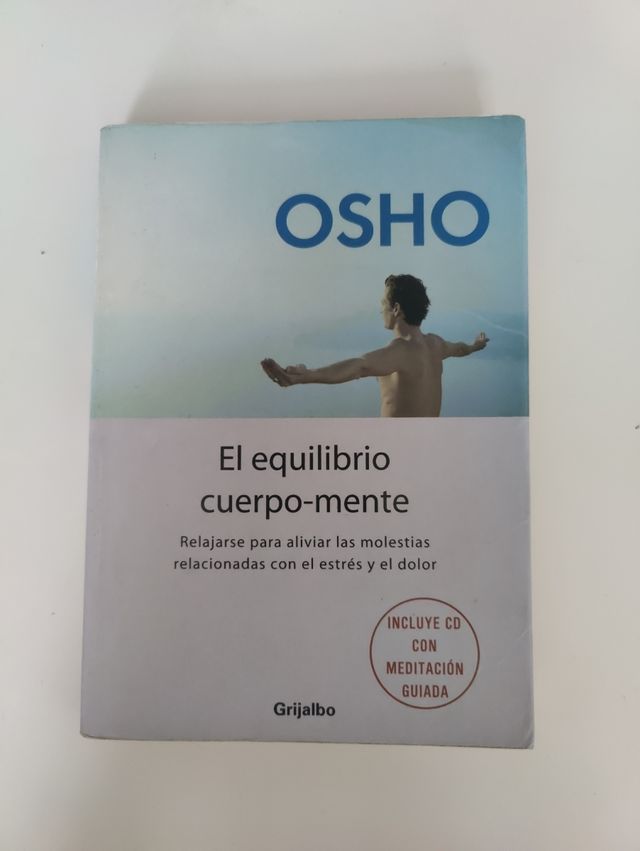 OSHO
El equilibrio
cuerpo-mente
Relajarse para aliviar las molestias
relacionadas con el estrés y el dolor
INCLUYE CD
CON
MEDITACIÓN
GUIADA
Grijalbo